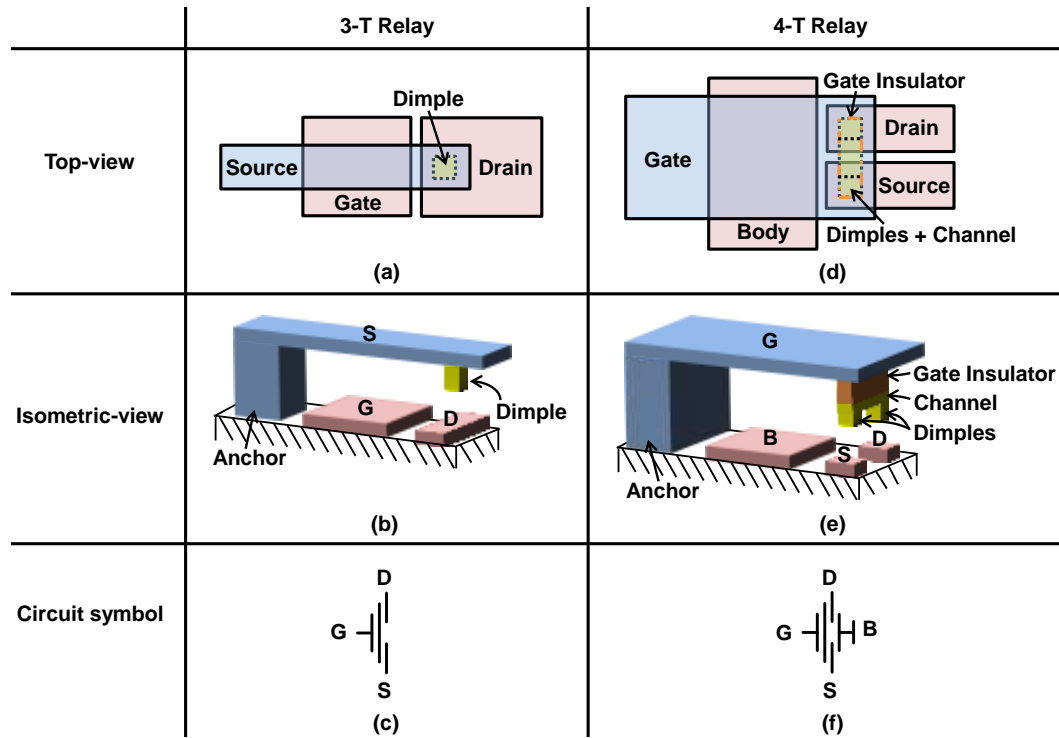 3-T Relay
4-T Relay
Top-view
Dimple
Source
Drain
Gate
(a)
Gate Insulator
Drain
Gate
Source
Body
Dimples + Channel
(d)
Isometric-view
S
G
D
Dimple
Anchor
(b)
G
Gate Insulator
Channel
Dimples
B
S
D
Anchor
(e)
Circuit symbol
D
G
S
(c)
D
G
B
S
(f)